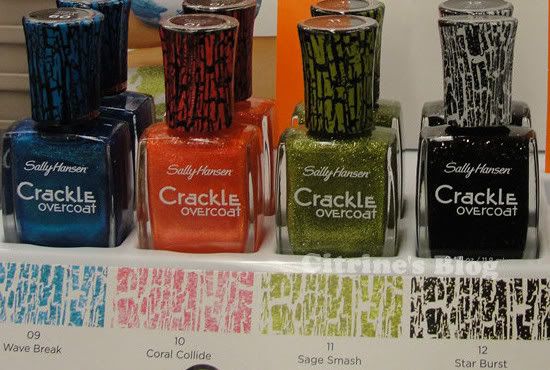 Sally Hansen
Crackle
overcoat
Sally Hansen
Crackle
overcoat
Sally Hansen
Crackle
overcoat
Sally Hansen
Crackle
overcoat
Citrine's Blog
09
Wave Break
10
Coral Collide
11
Sage Smash
12
Star Burst